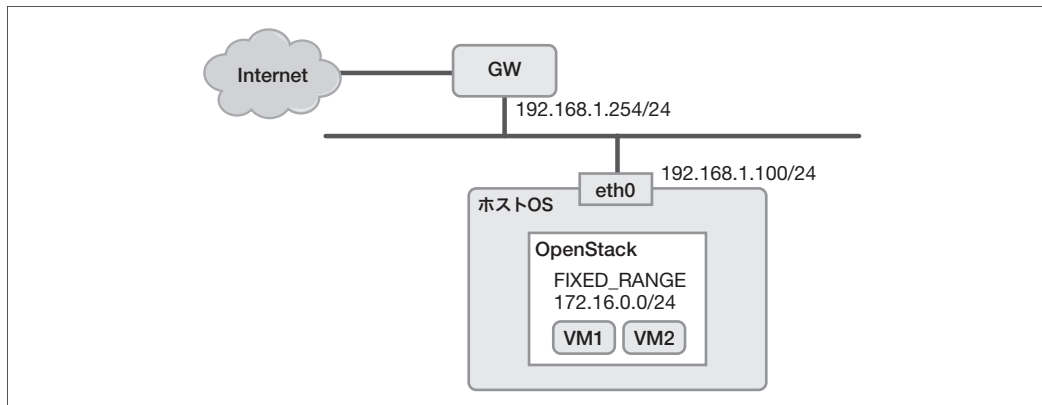 Internet
GW
192.168.1.254/24
192.168.1.100/24
eth0
ホストOS
OpenStack
FIXED_RANGE
172.16.0.0/24
VM1
VM2